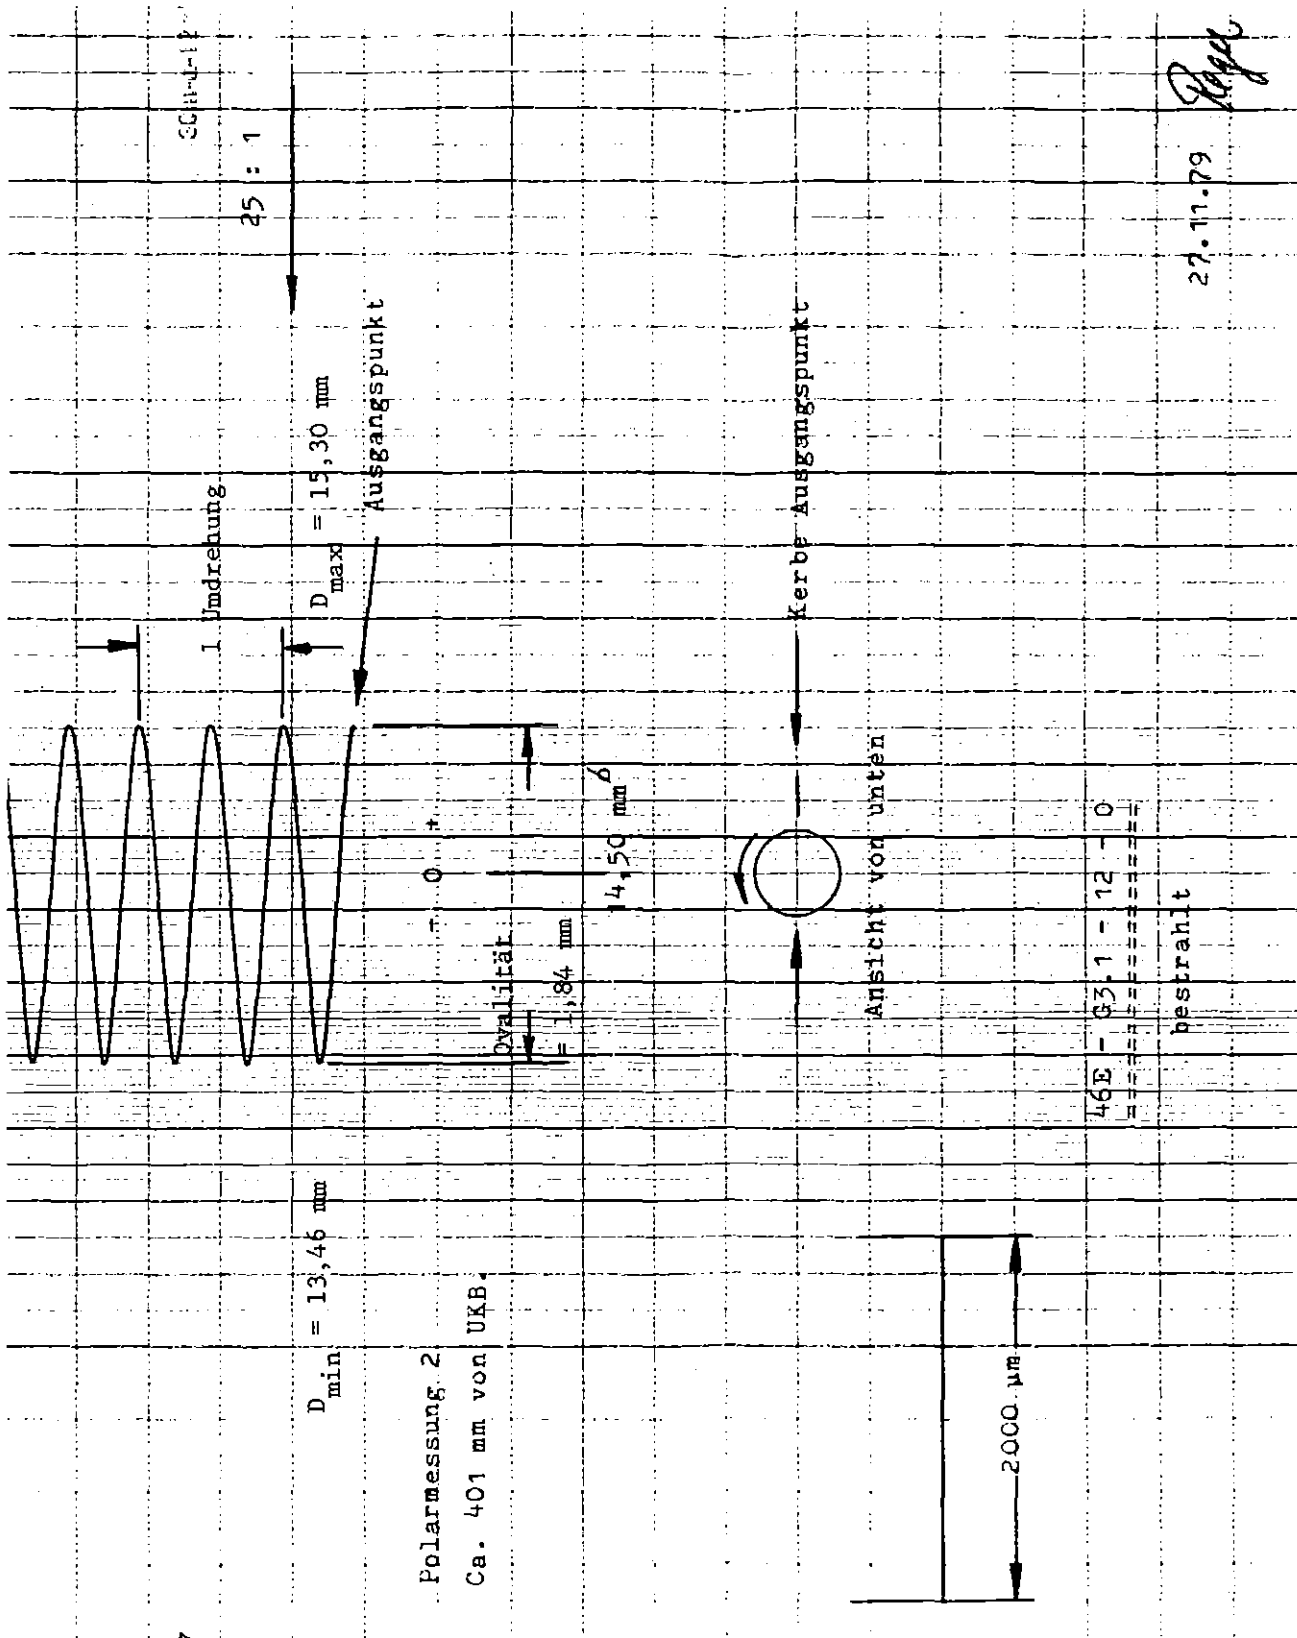 25 : 1
1 Umdrehung
D max = 15,30 mm
Ausgangspunkt
D min = 13,46 mm
- 0 +
Polarmessung 2
Ca. 401 mm von UKB.
Ovalität
= 1,84 mm
14,50 mm
Kerbe Ausgangspunkt
Ansicht von unten
2000 µm
46E - G3.1 - 12 - 0
==================
bestrahlt
27.11.79